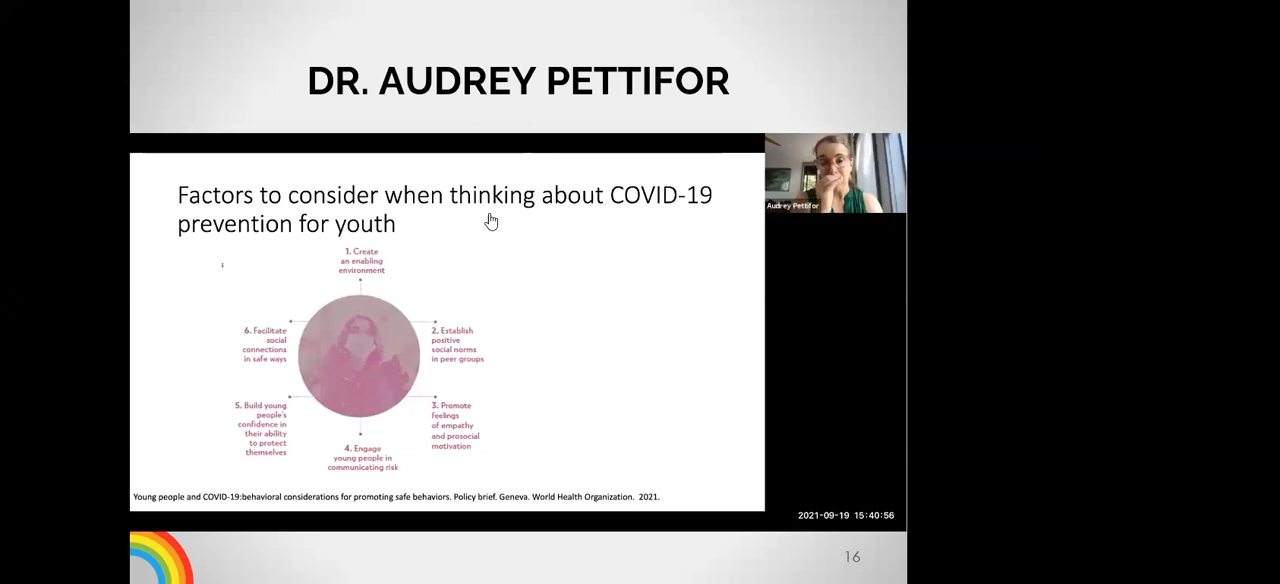 DR. AUDREY PETTIFOR
Factors to consider when thinking about COVID-19
prevention for youth
1. Create
an enabling
environment
2. Establish
positive
social norms
in peer groups
3. Promote
feelings
of empathy
and prosocial
motivation
4. Engage
young people in
communicating risk
5. Build young
people's
confidence in
their ability
to protect
themselves
6. Facilitate
social
connections
in safe ways
Young people and COVID-19:behavioral considerations for promoting safe behaviors. Policy brief. Geneva. World Health Organization. 2021.
Audrey Pettifor
2021-09-19 15:40:56
16